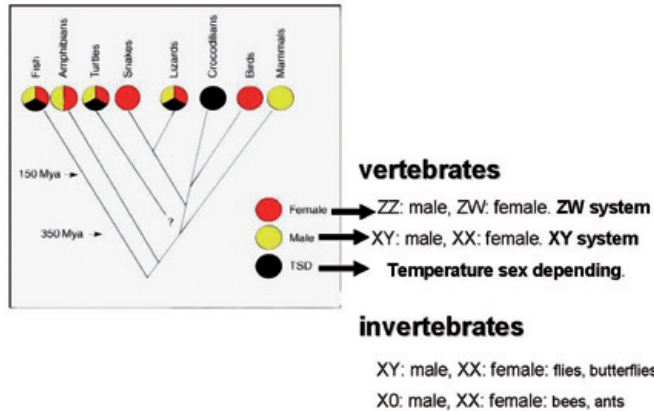 Fish
Amphibians
Turtles
Snakes
Lizards
Crocodilians
Birds
Mammals
150 Mya
350 Mya
?
Female
Male
TSD
vertebrates
ZZ: male, ZW: female. ZW system
XY: male, XX: female. XY system
Temperature sex depending.
invertebrates
XY: male, XX: female: flies, butterflies
X0: male, XX: female: bees, ants